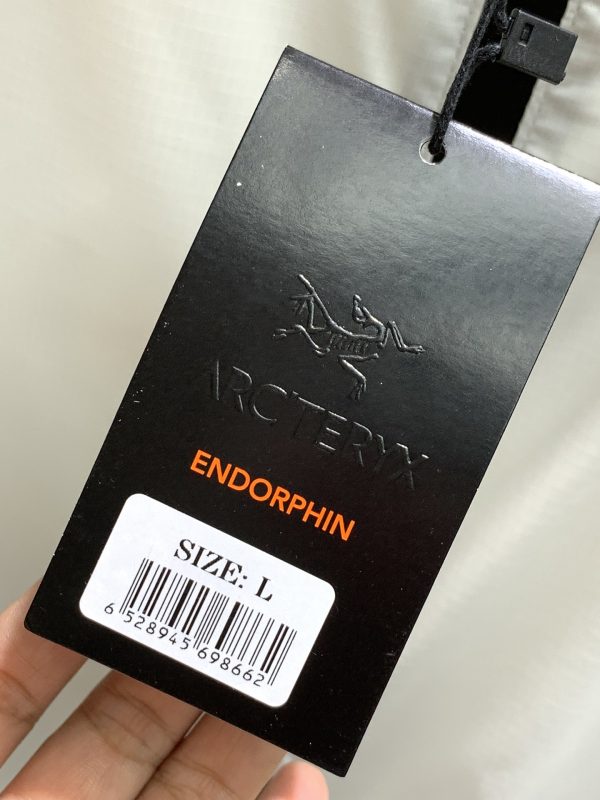 ARC'TERYX
ENDORPHIN
SIZE: L
6 528945 698662